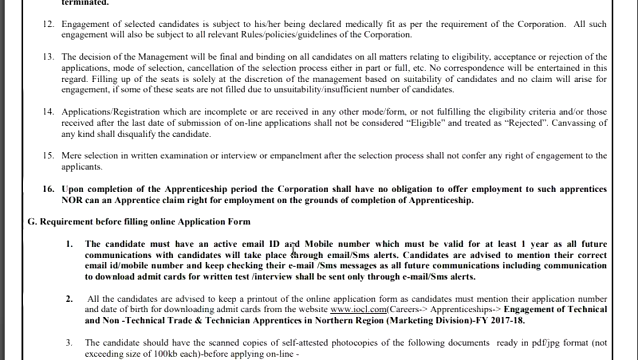 terminated.
12. Engagement of selected candidates is subject to his/her being declared medically fit as per the requirement of the Corporation. All such
engagement will also be subject to all relevant Rules/policies/guidelines of the Corporation.
13. The decision of the Management will be final and binding on all candidates on all matters relating to eligibility, acceptance or rejection of the
applications, mode of selection, cancellation of the selection process either in part or full, etc. No correspondence will be entertained in this
regard. Filling up of the seats is solely at the discretion of the management based on suitability of candidates and no claim will arise for
engagement, if some of these seats are not filled due to unsuitability/insufficient number of candidates.
14. Applications/Registration which are incomplete or are received in any other mode/form, or not fulfilling the eligibility criteria and/or those
received after the last date of submission of on-line applications shall not be considered “Eligible” and treated as “Rejected”. Canvassing of
any kind shall disqualify the candidate.
15. Mere selection in written examination or interview or empanelment after the selection process shall not confer any right of engagement to the
applicants.
16. Upon completion of the Apprenticeship period the Corporation shall have no obligation to offer employment to such apprentices
NOR can an Apprentice claim right for employment on the grounds of completion of Apprenticeship.
G. Requirement before filling online Application Form
1. The candidate must have an active email ID and Mobile number which must be valid for at least 1 year as all future
communications with candidates will take place through email/Sms alerts. Candidates are advised to mention their correct
email id/mobile number and keep checking their e-mail /Sms messages as all future communications including communication
to download admit cards for written test /interview shall be sent only through e-mail/Sms alerts.
2. All the candidates are advised to keep a printout of the online application form as candidates must mention their application number
and date of birth for downloading admit cards from the website www.iocl.com(Careers-> Apprenticeships-> Engagement of Technical
and Non -Technical Trade & Technician Apprentices in Northern Region (Marketing Division)-FY 2017-18.
3. The candidate should have the scanned copies of self-attested photocopies of the following documents ready in pdf/jpg format (not
exceeding size of 100kb each)-before applying on-line -